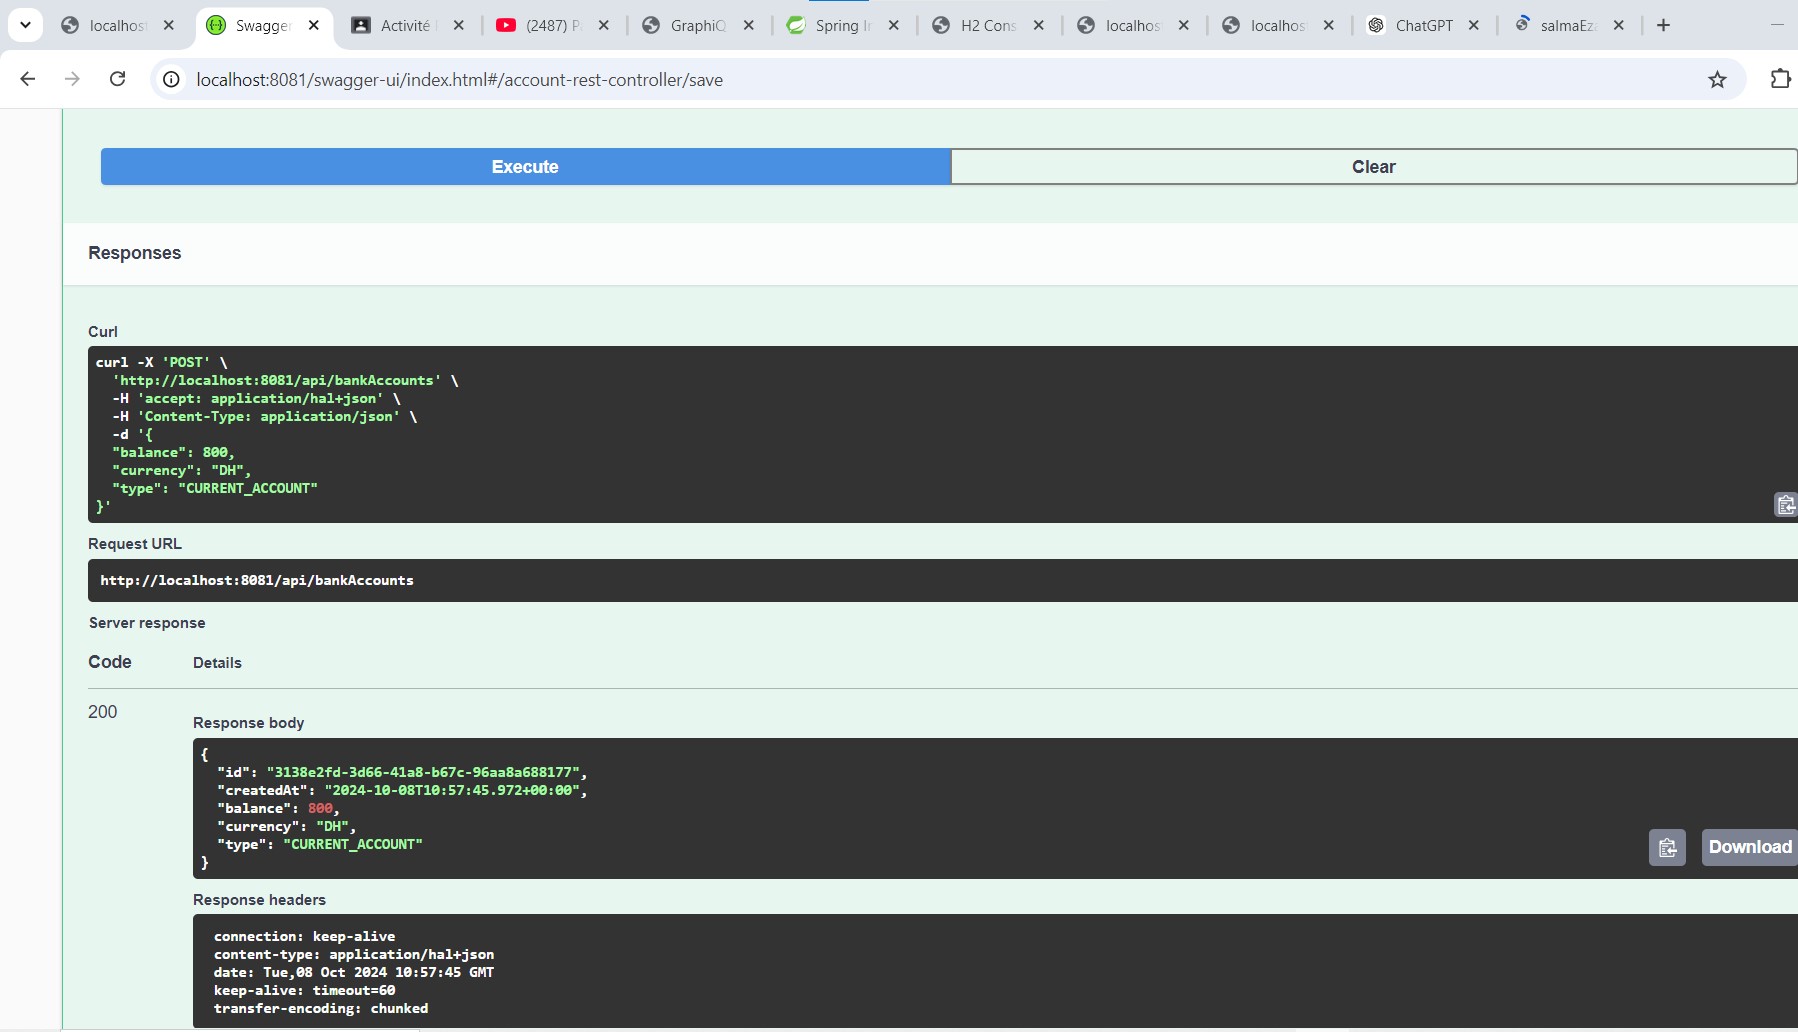 localhos
Swagger
Activité
(2487) P
GraphiQ
Spring In
H2 Cons
localhos
localhos
ChatGPT
salmaEza
localhost:8081/swagger-ui/index.html#/account-rest-controller/save
Execute
Clear
Responses
Curl
curl -X 'POST' \
'http://localhost:8081/api/bankAccounts' \
-H 'accept: application/hal+json' \
-H 'Content-Type: application/json' \
-d '{
"balance": 800,
"currency": "DH",
"type": "CURRENT_ACCOUNT"
}'
Request URL
http://localhost:8081/api/bankAccounts
Server response
Code Details
200
Response body
{
"id": "3138e2fd-3d66-41a8-b67c-96aa8a688177",
"createdAt": "2024-10-08T10:57:45.972+00:00",
"balance": 800,
"currency": "DH",
"type": "CURRENT_ACCOUNT"
}
Download
Response headers
connection: keep-alive
content-type: application/hal+json
date: Tue,08 Oct 2024 10:57:45 GMT
keep-alive: timeout=60
transfer-encoding: chunked